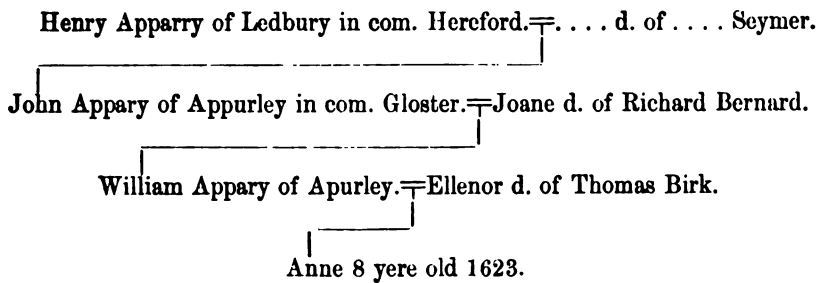 Henry Apparry of Ledbury in com. Hereford.=. . . . d. of . . . . Seymer.
John Appary of Appurley in com. Gloster.=Joane d. of Richard Bernard.
William Appary of Apurley.=Ellenor d. of Thomas Birk.
Anne 8 yere old 1623.